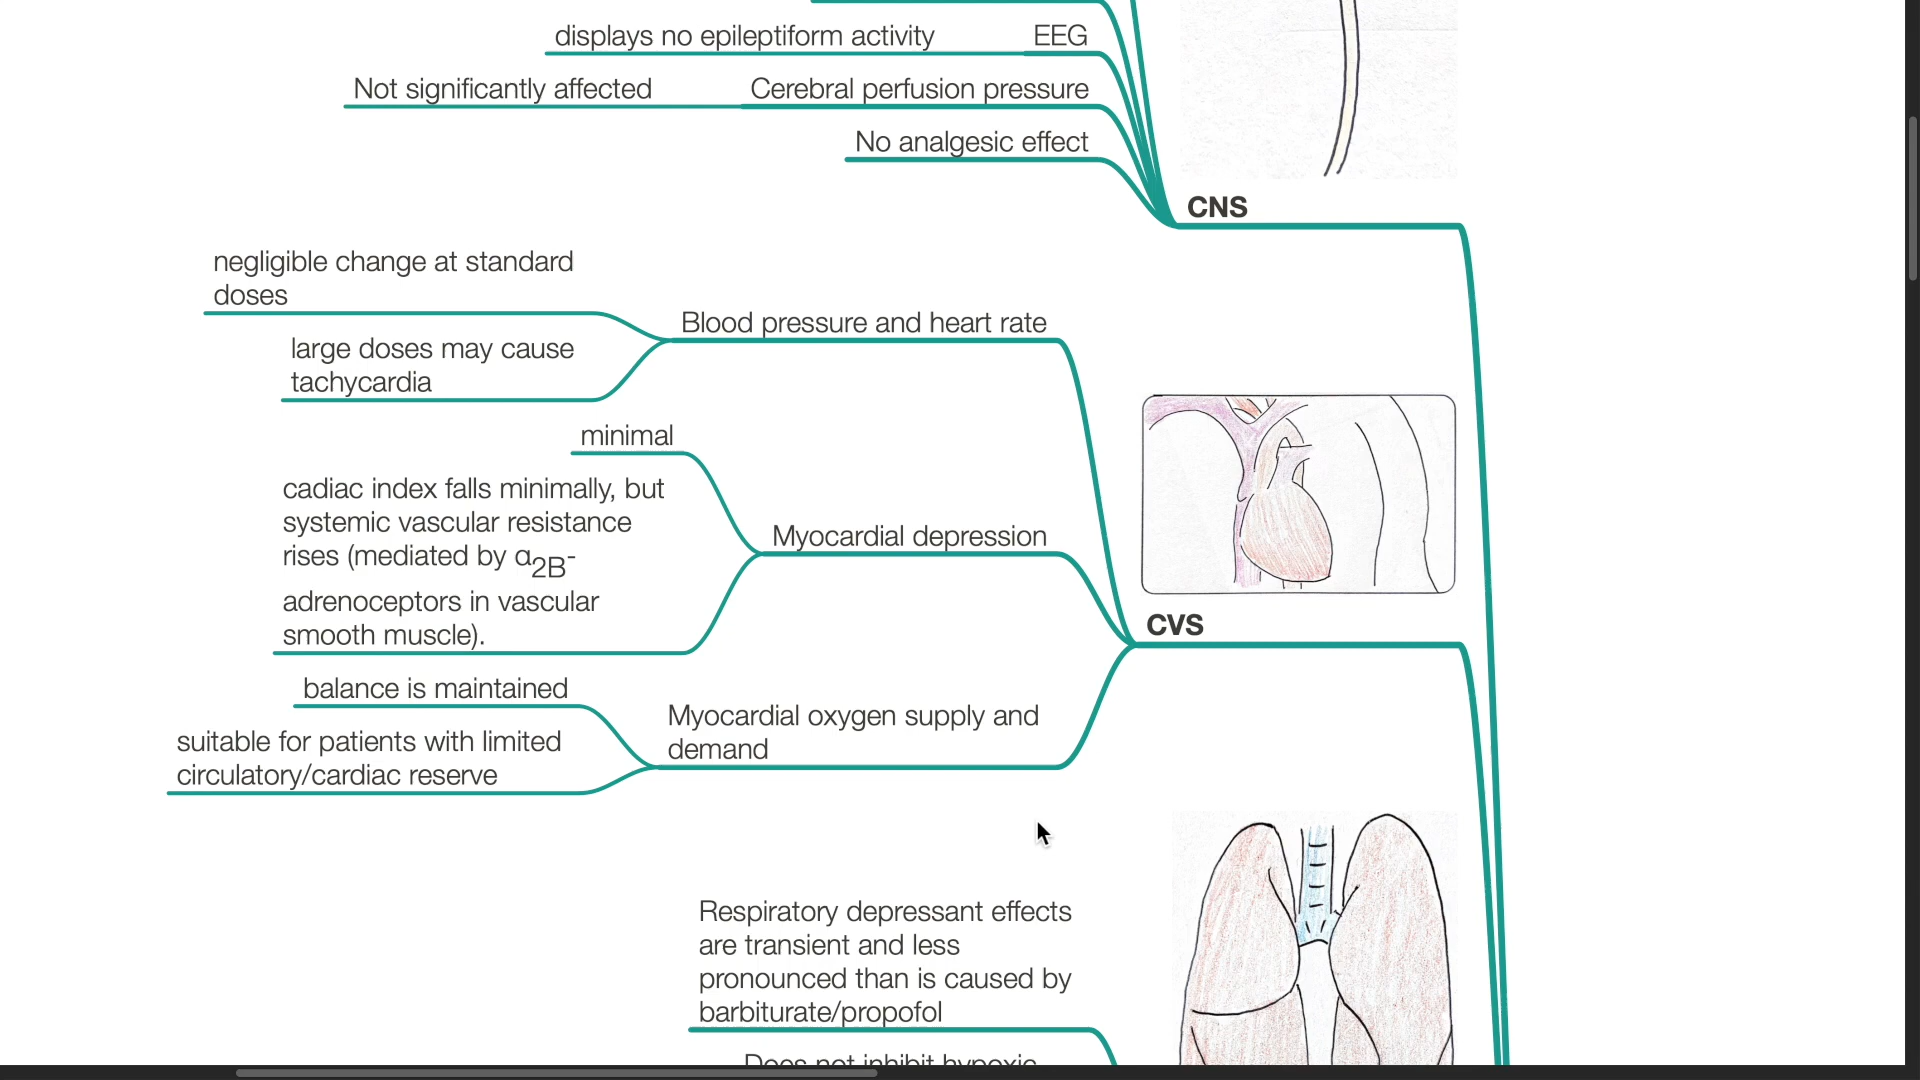 displays no epileptiform activity
EEG
Not significantly affected
Cerebral perfusion pressure
No analgesic effect
CNS
negligible change at standard
doses
large doses may cause
tachycardia
Blood pressure and heart rate
minimal
cadiac index falls minimally, but
systemic vascular resistance
rises (mediated by α2B-
adrenoceptors in vascular
smooth muscle).
Myocardial depression
CVS
balance is maintained
suitable for patients with limited
circulatory/cardiac reserve
Myocardial oxygen supply and
demand
Respiratory depressant effects
are transient and less
pronounced than is caused by
barbiturate/propofol
Does not inhibit hypoxic